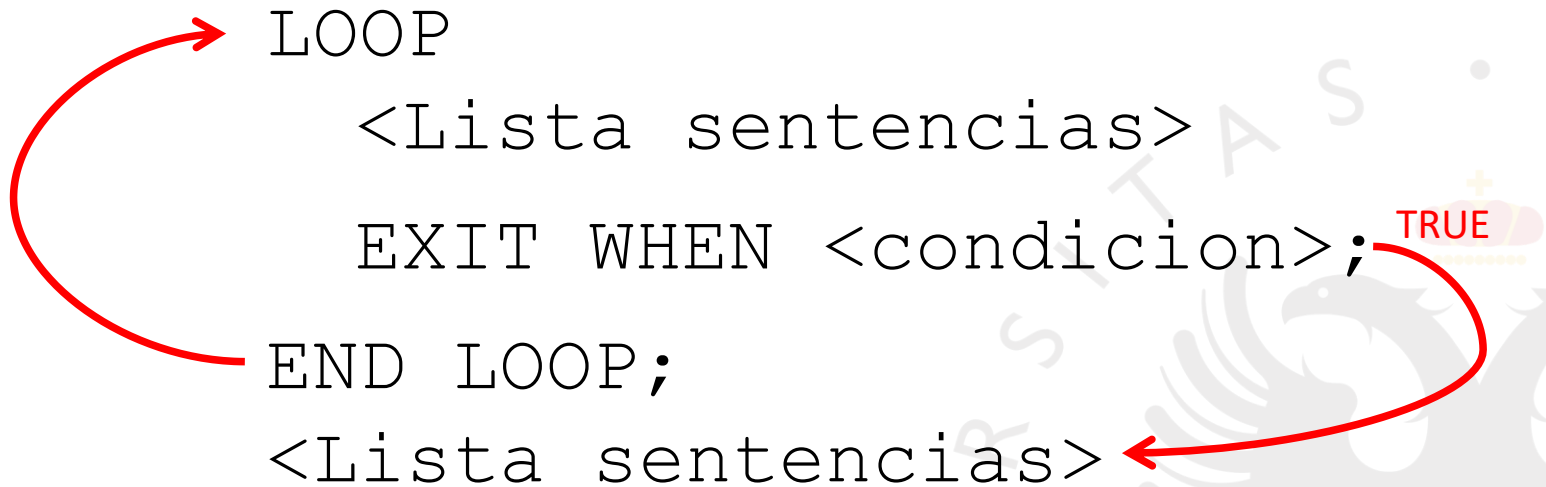 LOOP
<Lista sentencias>
EXIT WHEN <condicion>; TRUE
END LOOP;
<Lista sentencias>
R S I T A S